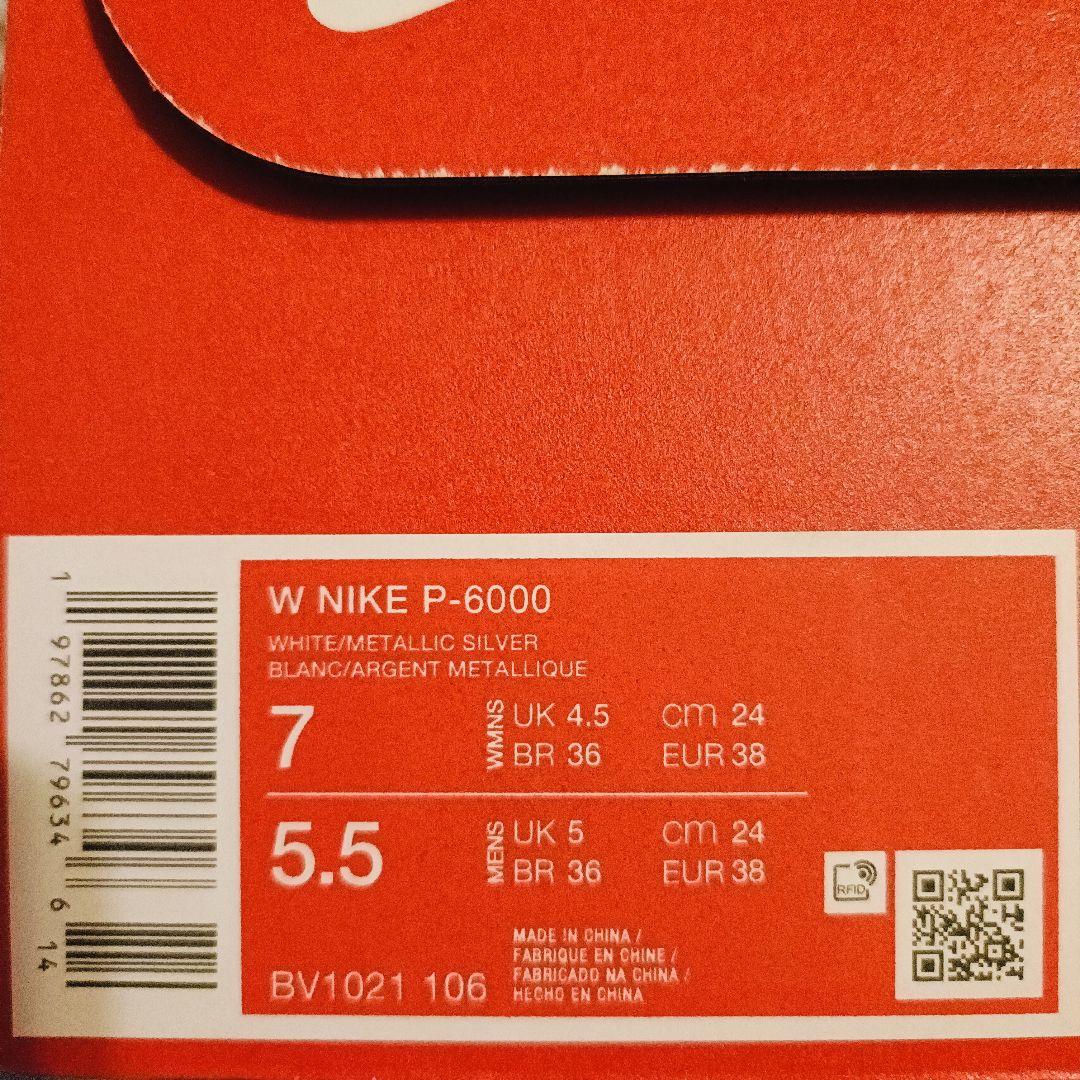 W NIKE P-6000
WHITE/METALLIC SILVER
BLANC/ARGENT METALLIQUE
7
WMNS
UK 4.5 cm 24
BR 36 EUR 38
5.5
MENS
UK 5 cm 24
BR 36 EUR 38
BV1021 106
MADE IN CHINA /
FABRIQUE EN CHINE /
FABRICADO NA CHINA /
HECHO EN CHINA
RFID
1 97862 79634 6 14